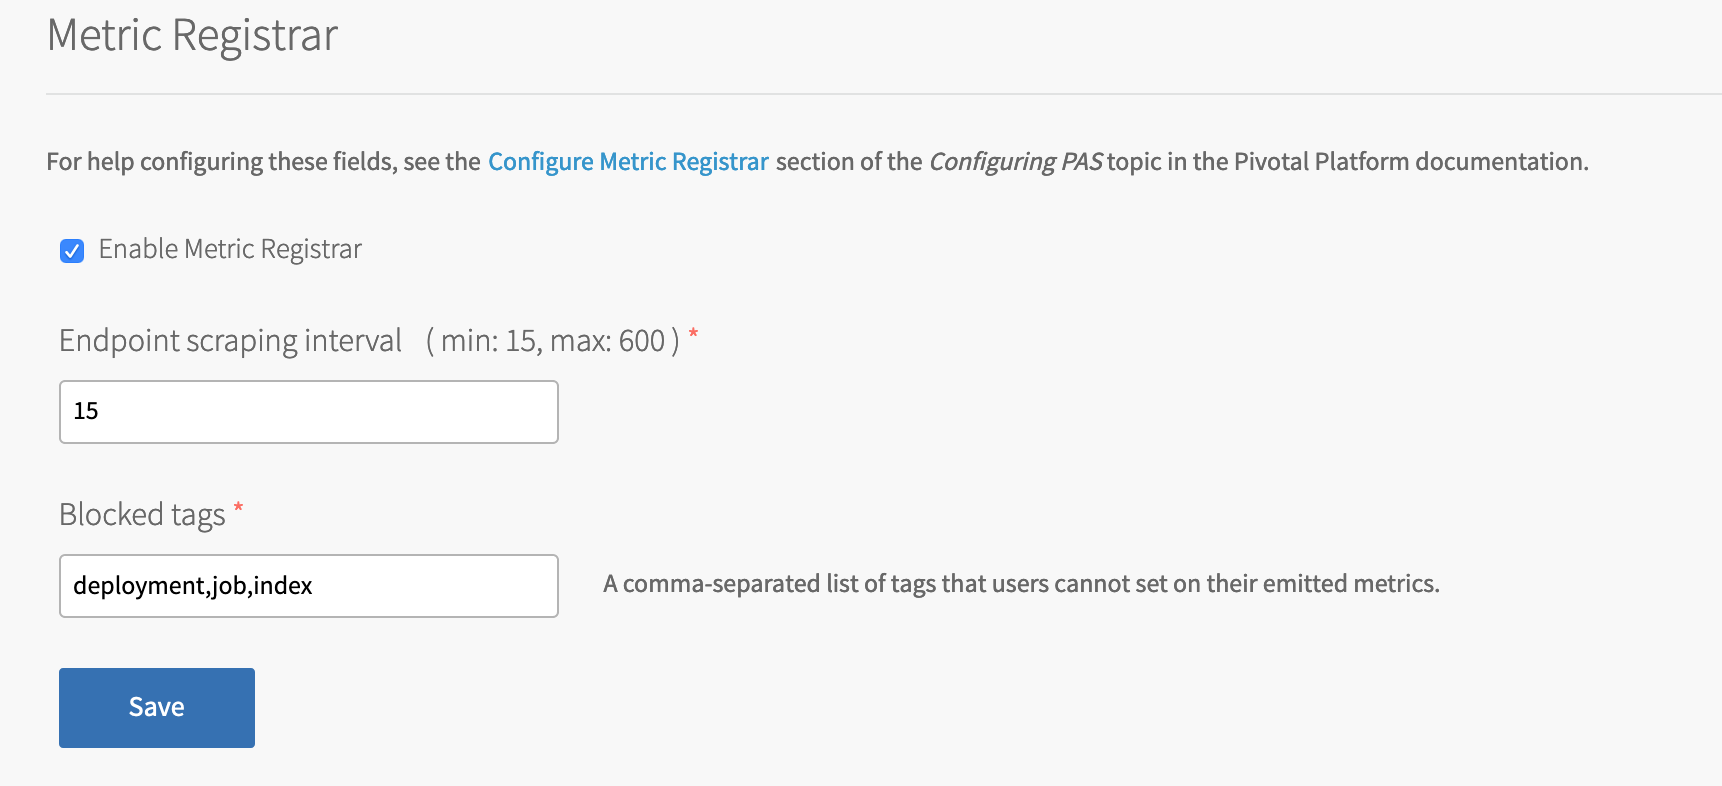 Metric Registrar
For help configuring these fields, see the Configure Metric Registrar section of the Configuring PAS topic in the Pivotal Platform documentation.
Enable Metric Registrar
Endpoint scraping interval ( min: 15, max: 600 ) *
15
Blocked tags *
deployment,job,index
A comma-separated list of tags that users cannot set on their emitted metrics.
Save